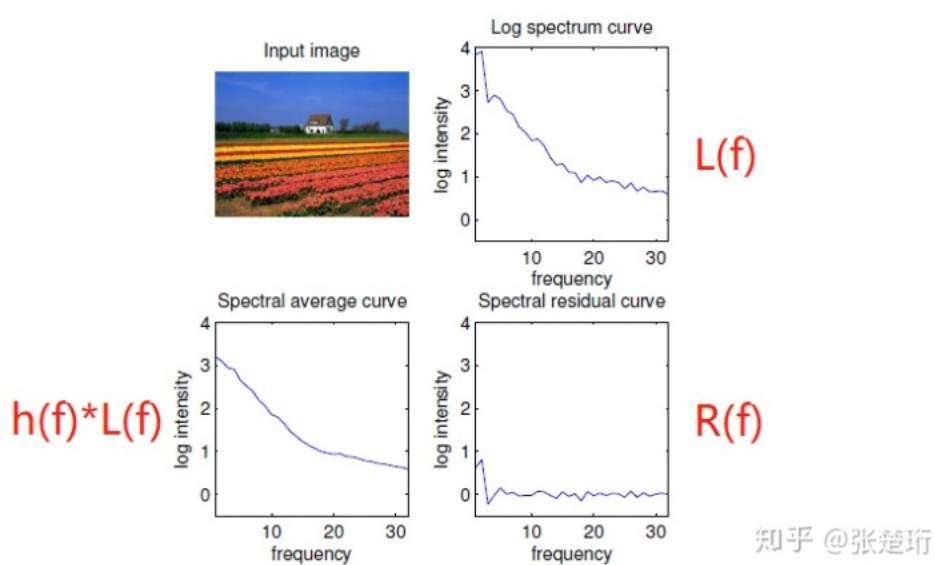 Input image
Log spectrum curve
4
3
2
1
0
log intensity
10 20 30
frequency
L(f)
Spectral average curve
4
3
2
1
0
log intensity
10 20 30
frequency
h(f)*L(f)
Spectral residual curve
4
3
2
1
0
log intensity
10 20 30
frequency
R(f)
知乎 @张楚珩